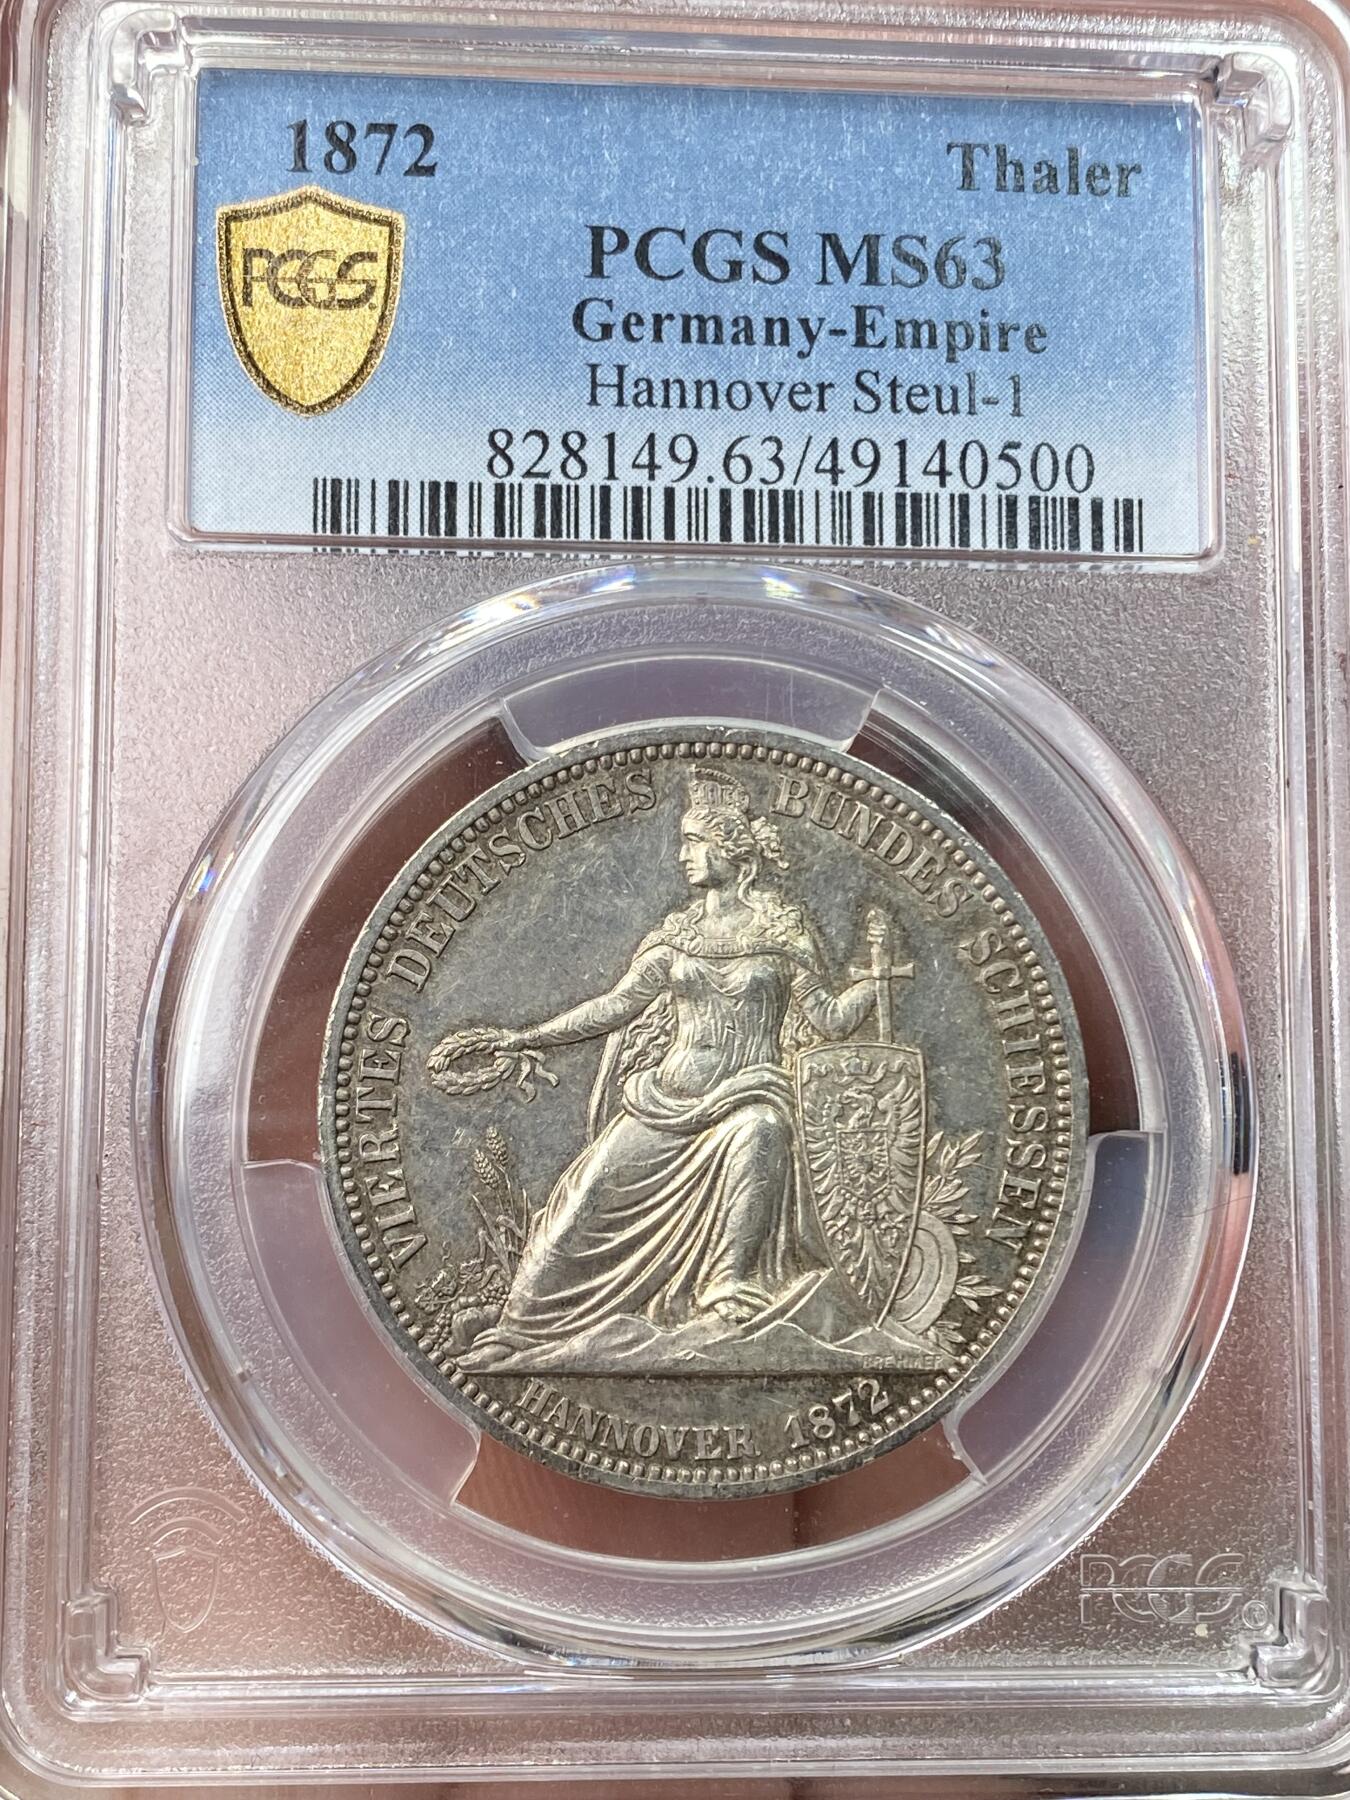 1872
Thaler
PCGS
PCGS MS63
Germany-Empire
Hannover Steul-1
828149.63/49140500
VIERTES DEUTSCHES BUNDES SCHIESSEN
BREHMER
HANNOVER 1872
PCGS